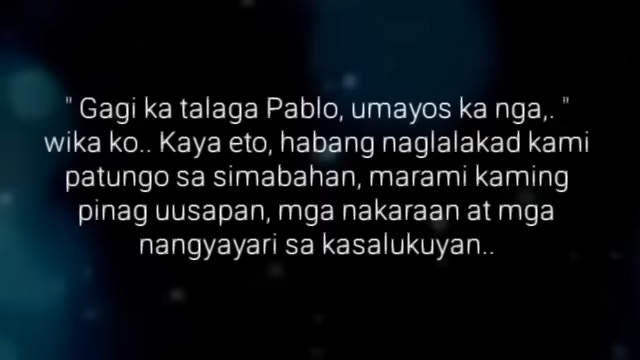 " Gagi ka talaga Pablo, umayos ka nga,. "
wika ko.. Kaya eto, habang naglalakad kami
patungo sa simabahan, marami kaming
pinag uusapan, mga nakaraan at mga
nangyayari sa kasalukuyan..